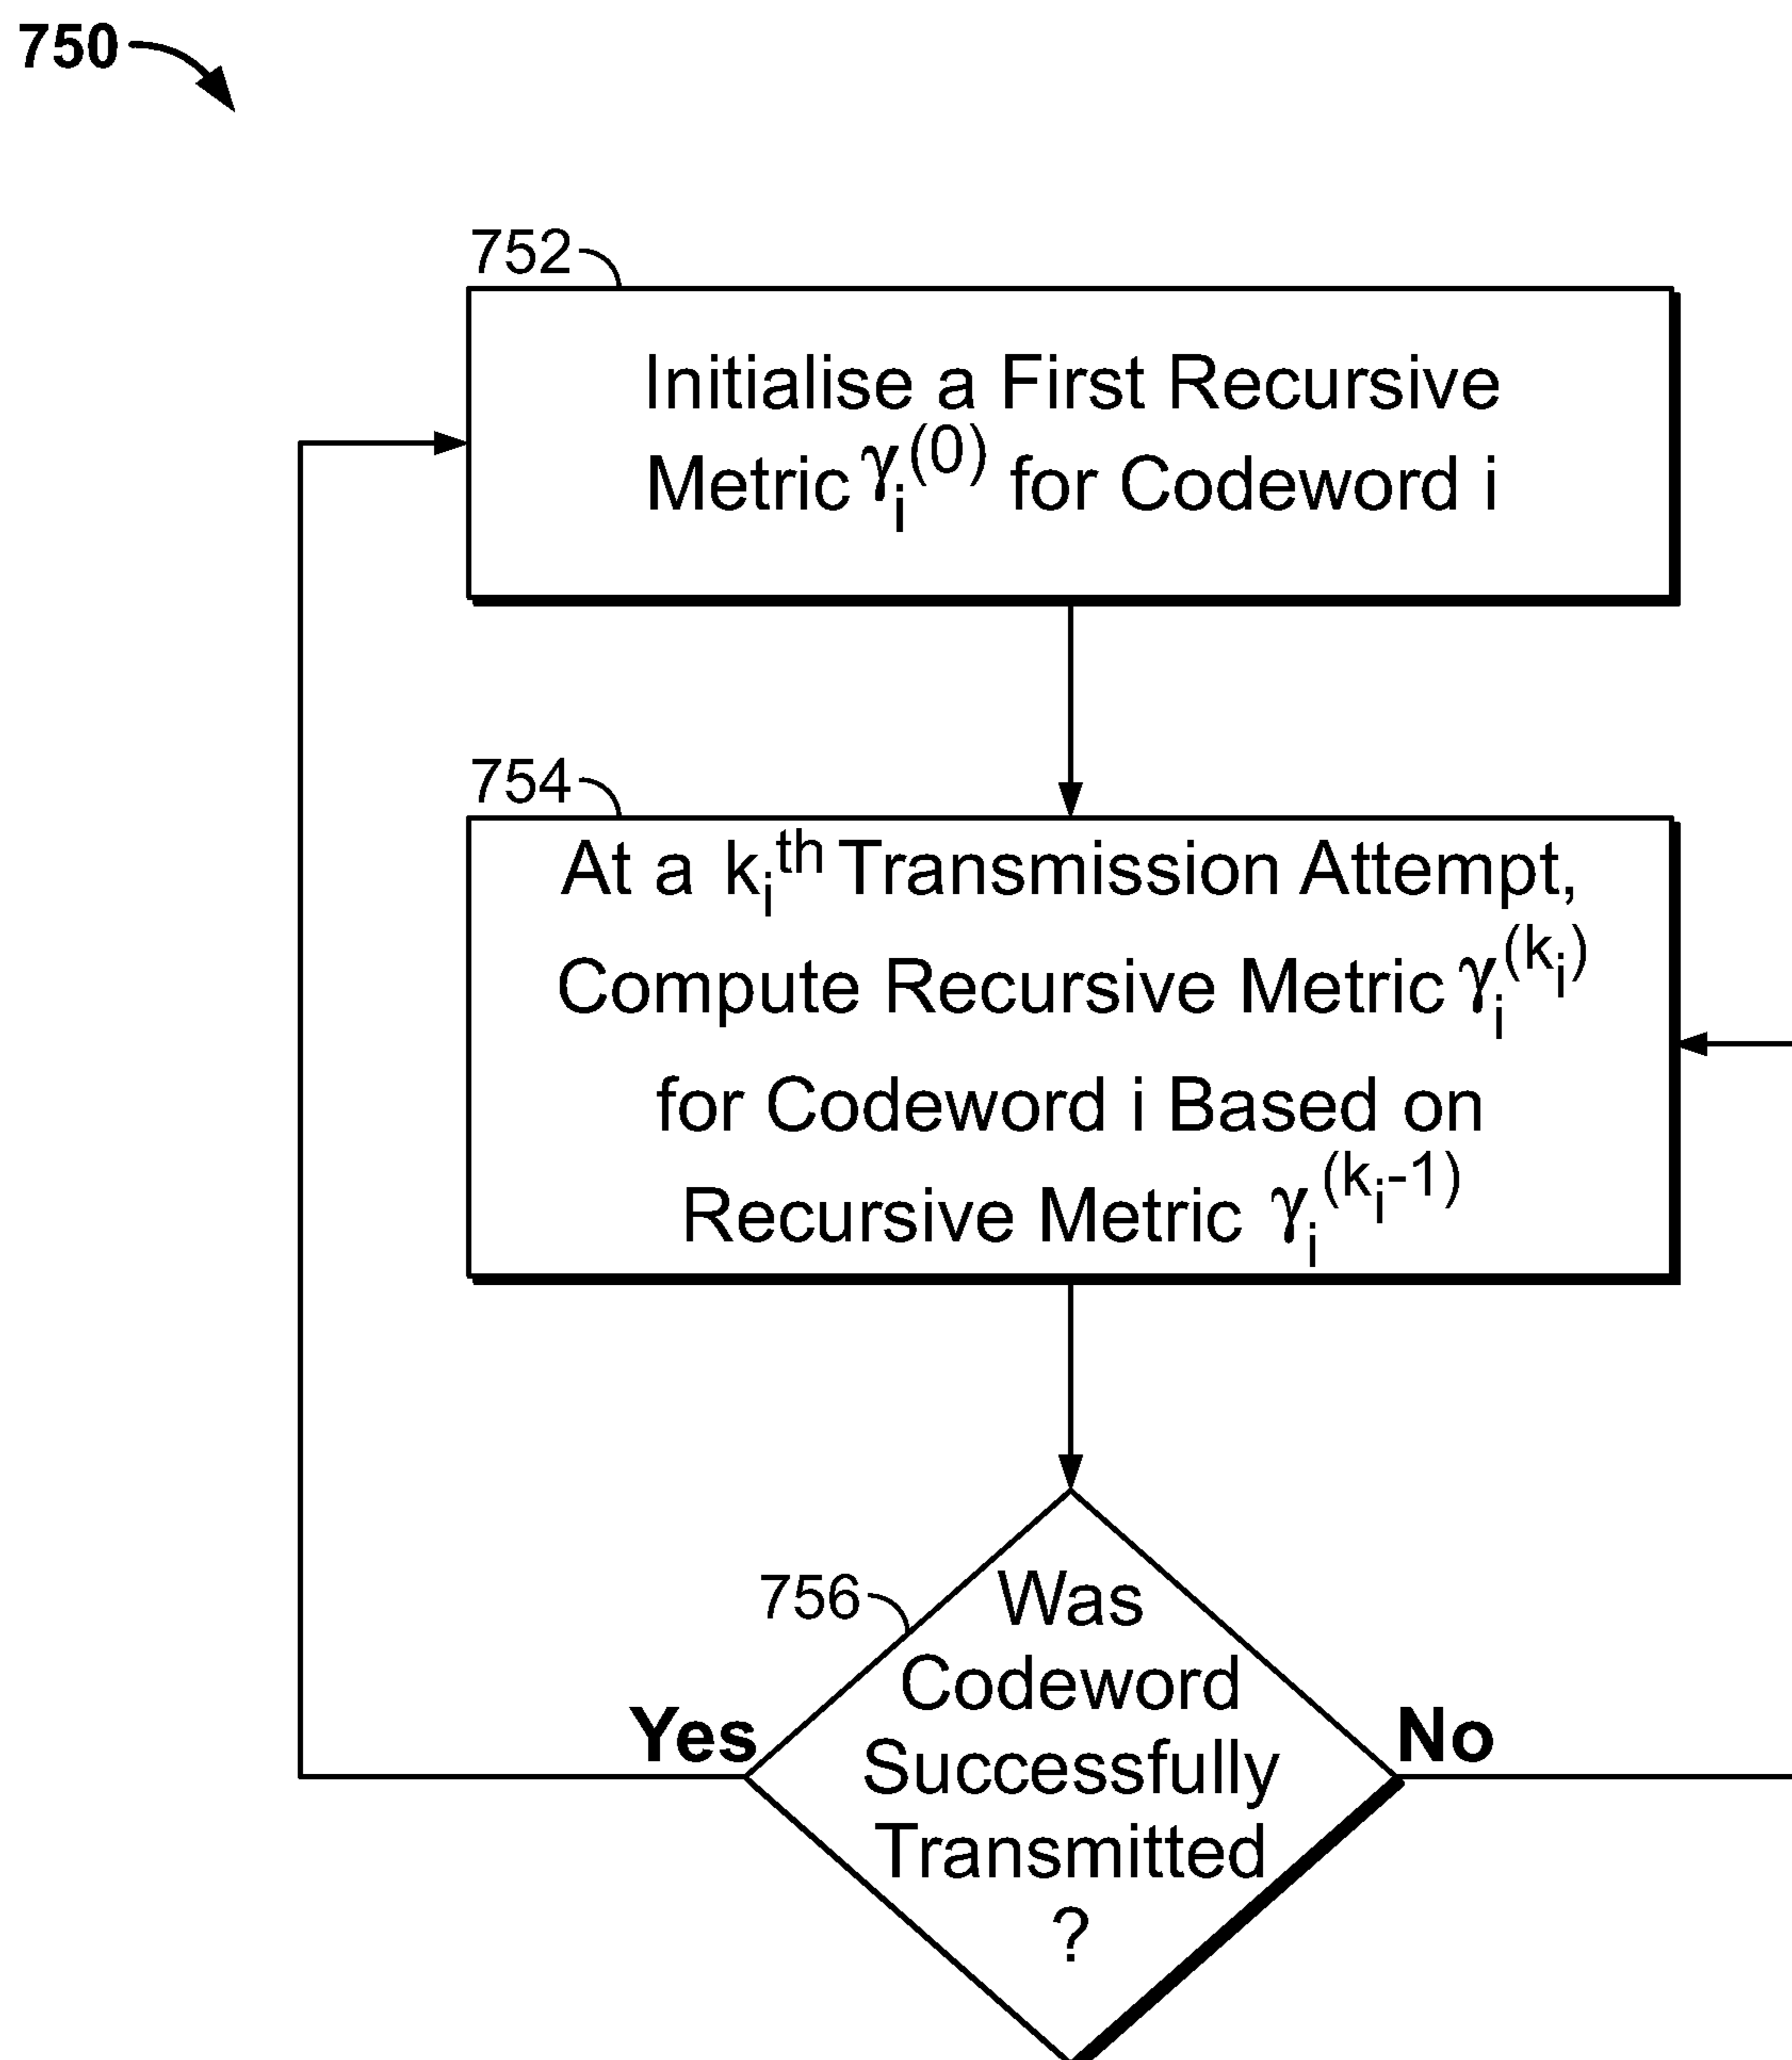 750
752
Initialise a First Recursive
Metric γᵢ⁽⁰⁾ for Codeword i
754
At a kᵢᵗʰ Transmission Attempt,
Compute Recursive Metric γᵢ^(kᵢ)
for Codeword i Based on
Recursive Metric γᵢ^(kᵢ-1)
756
Was
Codeword
Successfully
Transmitted
?
Yes
No